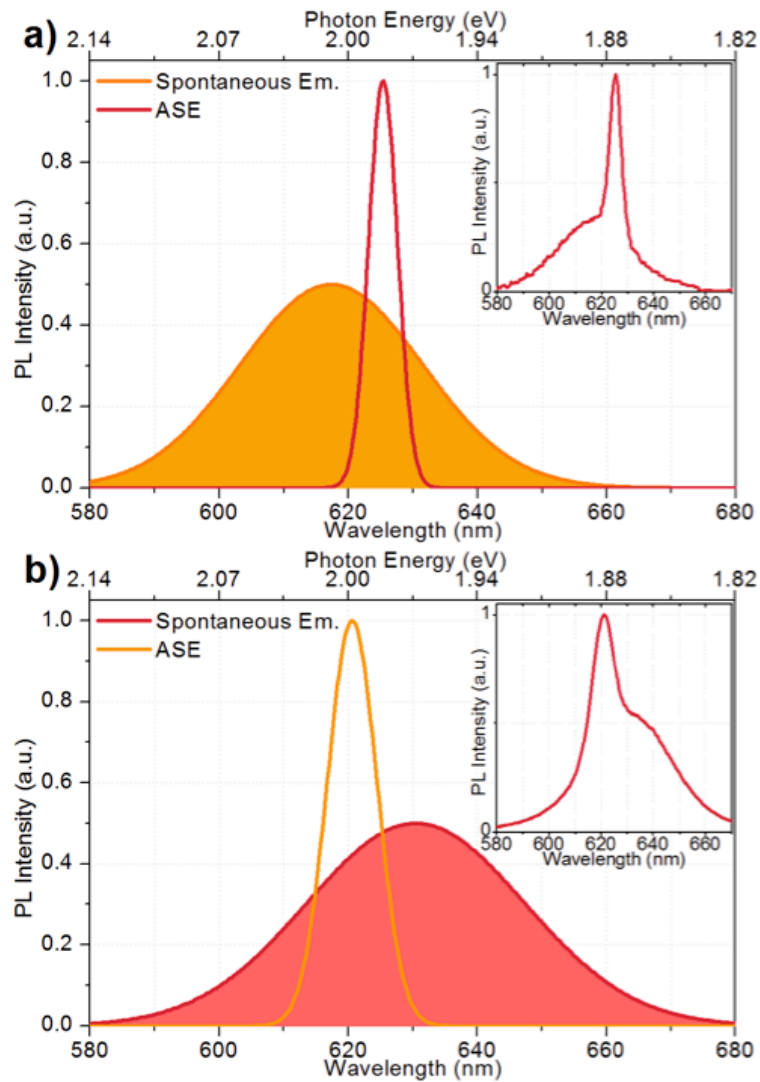 a)
Photon Energy (eV)
2.14 2.07 2.00 1.94 1.88 1.82
Spontaneous Em.
ASE
1.0
0.8
0.6
0.4
0.2
0.0
PL Intensity (a.u.)
580 600 620 640 660 680
Wavelength (nm)
1
0
PL Intensity (a.u.)
580 600 620 640 660
Wavelength (nm)
b)
Photon Energy (eV)
2.14 2.07 2.00 1.94 1.88 1.82
Spontaneous Em.
ASE
1.0
0.8
0.6
0.4
0.2
0.0
PL Intensity (a.u.)
580 600 620 640 660 680
Wavelength (nm)
1
0
PL Intensity (a.u.)
580 600 620 640 660
Wavelength (nm)